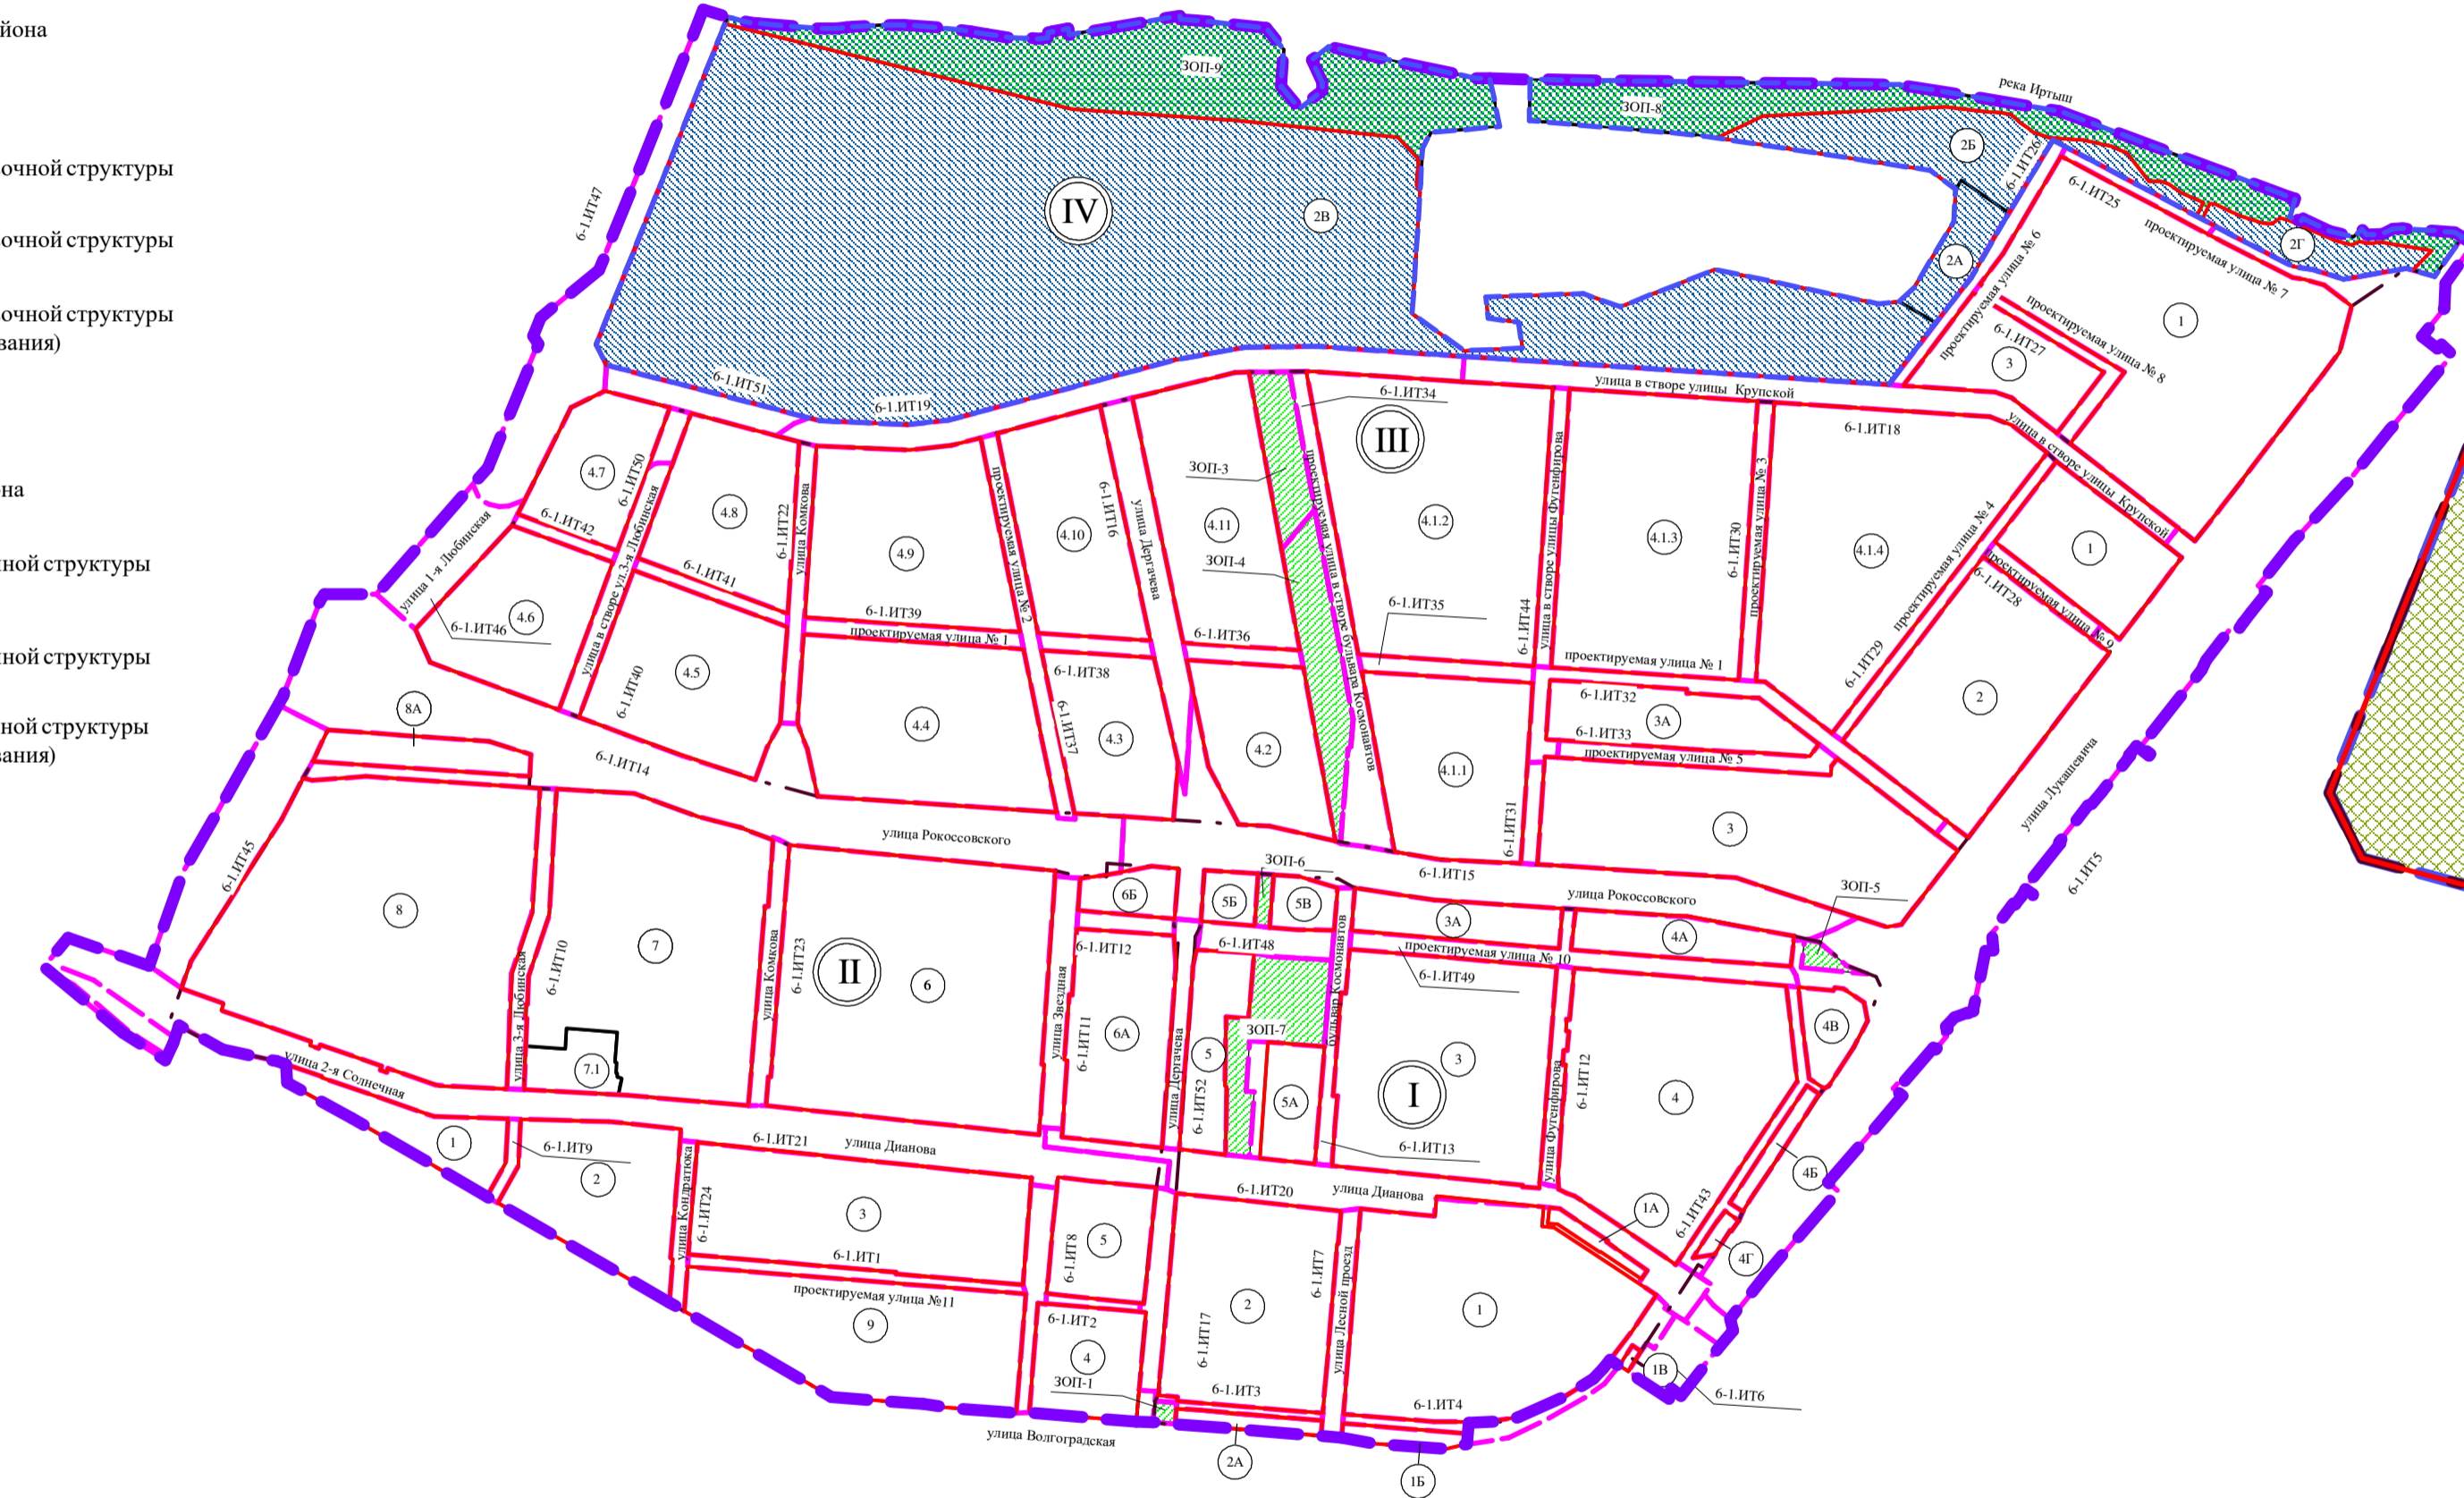 йона
очной структуры
очной структуры
очной структуры
вания)
на
ной структуры
ной структуры
ной структуры
вания)
ЗОП-9
ЗОП-8
река Иртыш
2Б
6-1.ИТ26
6-1.ИТ25
IV
2В
6-1.ИТ47
проектируемая улица № 6
проектируемая улица № 7
2Г
2А
проектируемая улица № 8
6-1.ИТ27
1
3
6-1.ИТ51
6-1.ИТ19
6-1.ИТ34
улица в створе улицы Крупской
6-1.ИТ18
улица в створе улицы Крупской
III
4.7
6-1.ИТ50
4.8
6-1.ИТ22
улица Комкова
4.9
проектируемая улица № 2
4.10
6-1.ИТ16
улица Дергачева
ЗОП-3
4.11
ЗОП-4
проектируемая улица в створе бульвара Космонавтов
4.1.2
улица в створе улицы Футенфирова
4.1.3
6-1.ИТ30
проектируемая улица № 3
4.1.4
проектируемая улица № 4
1
проектируемая улица № 9
6-1.ИТ28
улица 1-я Любинская
6-1.ИТ42
улица в створе ул.3-я Любинская
6-1.ИТ41
4.6
6-1.ИТ46
6-1.ИТ39
проектируемая улица № 1
6-1.ИТ36
6-1.ИТ35
6-1.ИТ44
проектируемая улица № 1
6-1.ИТ29
4.5
6-1.ИТ40
6-1.ИТ38
6-1.ИТ37
4.4
4.3
4.2
4.1.1
6-1.ИТ32
3А
6-1.ИТ33
проектируемая улица № 5
2
8А
6-1.ИТ14
6-1.ИТ31
3
улица Лукашевича
6-1.ИТ5
улица Рокоссовского
ЗОП-6
6-1.ИТ15
улица Рокоссовского
ЗОП-5
6-1.ИТ45
8
6-1.ИТ10
7
улица Комкова
6-1.ИТ23
II
6
6Б
5Б
5В
3А
4А
6-1.ИТ12
6-1.ИТ48
проектируемая улица № 10
6-1.ИТ49
бульвар Космонавтов
улица 3-я Любинская
улица Звездная
6-1.ИТ11
6А
улица Дергачева
5
6-1.ИТ52
ЗОП-7
5А
3
I
улица Футенфирова
6-1.ИТ12
4
4В
7.1
улица 2-я Солнечная
1
6-1.ИТ9
2
улица Кондратюка
6-1.ИТ24
6-1.ИТ21
улица Дианова
6-1.ИТ13
4Б
3
6-1.ИТ1
5
6-1.ИТ8
6-1.ИТ20
улица Дианова
1А
6-1.ИТ43
4Г
проектируемая улица №11
9
6-1.ИТ2
4
ЗОП-1
6-1.ИТ17
2
6-1.ИТ7
улица Лесной проезд
1
6-1.ИТ3
6-1.ИТ4
1В
6-1.ИТ6
улица Волгоградская
2А
1Б